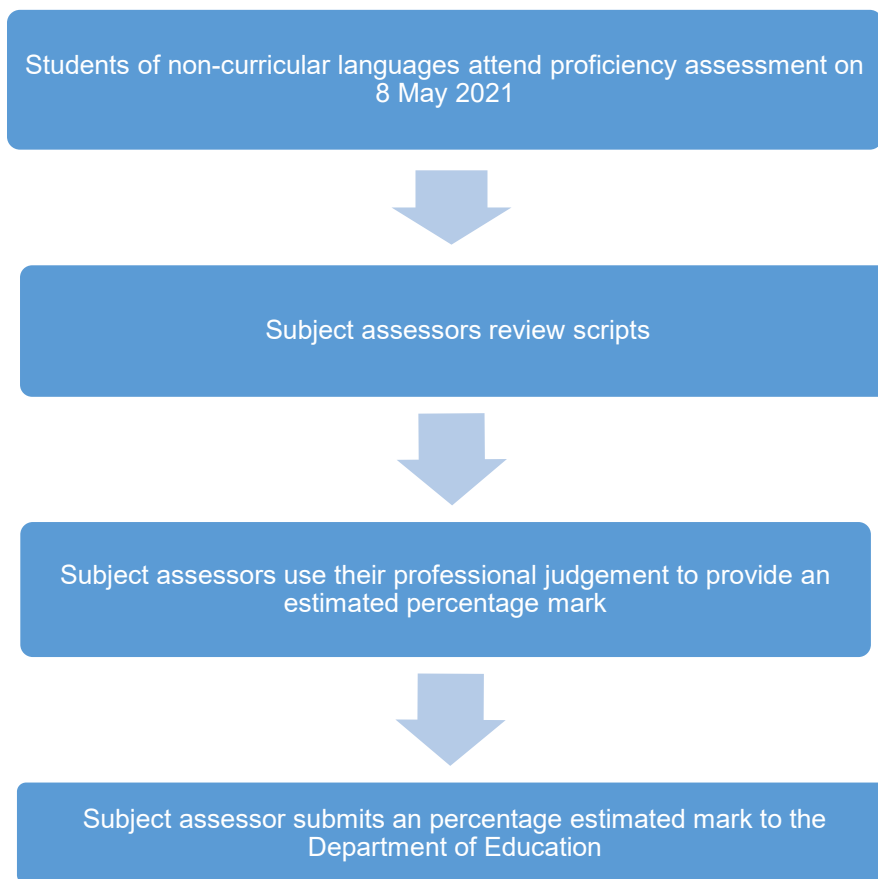 Students of non-curricular languages attend proficiency assessment on
8 May 2021
Subject assessors review scripts
Subject assessors use their professional judgement to provide an
estimated percentage mark
Subject assessor submits an percentage estimated mark to the
Department of Education